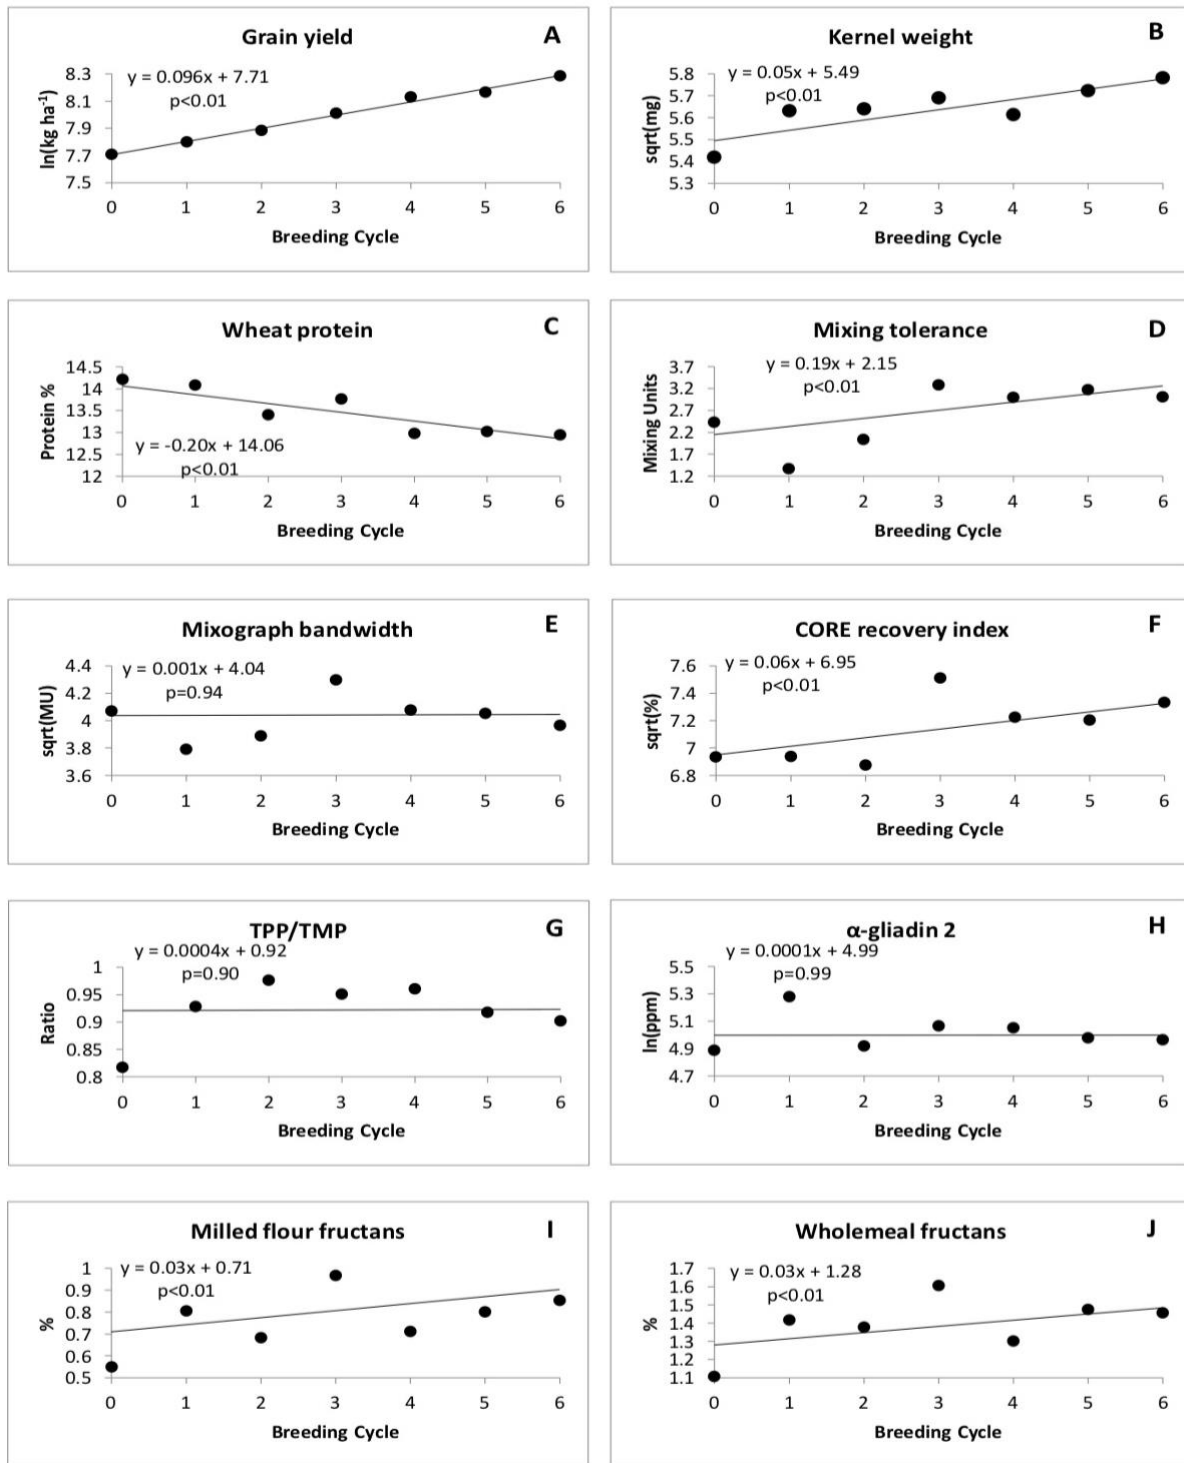 Grain yield A
y = 0.096x + 7.71
p<0.01
8.3
8.1
7.9
7.7
7.5
ln(kg ha⁻¹)
0 1 2 3 4 5 6
Breeding Cycle
Kernel weight B
y = 0.05x + 5.49
p<0.01
5.8
5.7
5.6
5.5
5.4
5.3
sqrt(mg)
0 1 2 3 4 5 6
Breeding Cycle
Wheat protein C
14.5
14
13.5
13
12.5
12
Protein %
y = -0.20x + 14.06
p<0.01
0 1 2 3 4 5 6
Breeding Cycle
Mixing tolerance D
y = 0.19x + 2.15
p<0.01
3.7
3.2
2.7
2.2
1.7
1.2
Mixing Units
0 1 2 3 4 5 6
Breeding Cycle
Mixograph bandwidth E
y = 0.001x + 4.04
p=0.94
4.4
4.2
4
3.8
3.6
sqrt(MU)
0 1 2 3 4 5 6
Breeding Cycle
CORE recovery index F
y = 0.06x + 6.95
p<0.01
7.6
7.4
7.2
7
6.8
sqrt(%)
0 1 2 3 4 5 6
Breeding Cycle
TPP/TMP G
y = 0.0004x + 0.92
p=0.90
1
0.95
0.9
0.85
0.8
Ratio
0 1 2 3 4 5 6
Breeding Cycle
α-gliadin 2 H
y = 0.0001x + 4.99
p=0.99
5.5
5.3
5.1
4.9
4.7
ln(ppm)
0 1 2 3 4 5 6
Breeding Cycle
Milled flour fructans I
y = 0.03x + 0.71
p<0.01
1
0.9
0.8
0.7
0.6
0.5
%
0 1 2 3 4 5 6
Breeding Cycle
Wholemeal fructans J
y = 0.03x + 1.28
p<0.01
1.7
1.6
1.5
1.4
1.3
1.2
1.1
%
0 1 2 3 4 5 6
Breeding Cycle